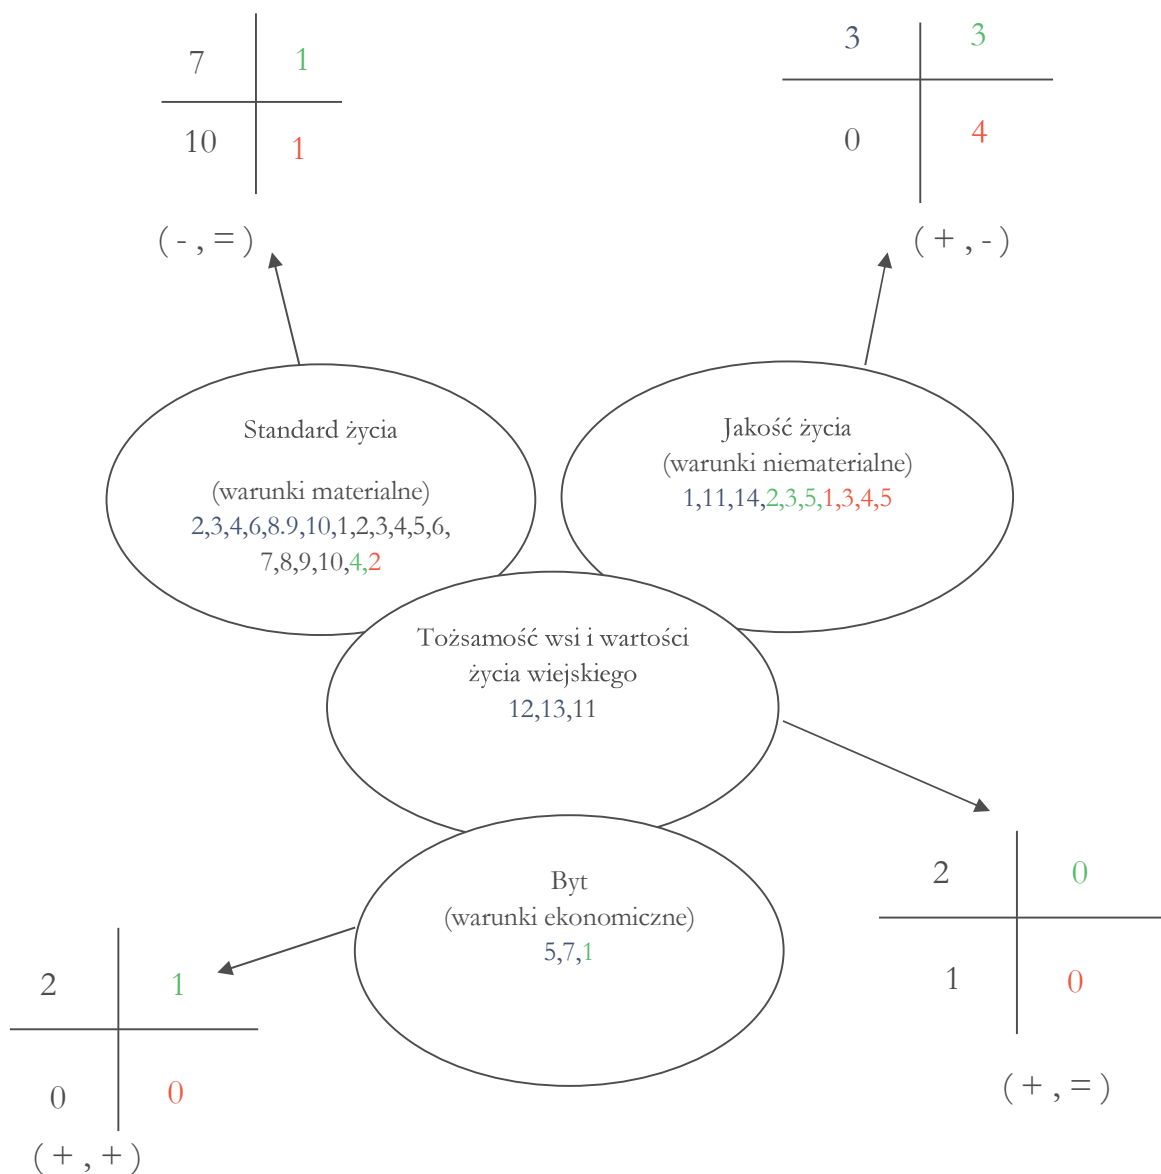 7 1
10 1
( - , = )
3 3
0 4
( + , - )
Standard życia
(warunki materialne)
2,3,4,6,8.9,10,1,2,3,4,5,6,
7,8,9,10,4,2
Jakość życia
(warunki niematerialne)
1,11,14,2,3,5,1,3,4,5
Tożsamość wsi i wartości
życia wiejskiego
12,13,11
Byt
(warunki ekonomiczne)
5,7,1
2 0
1 0
( + , = )
2 1
0 0
( + , + )